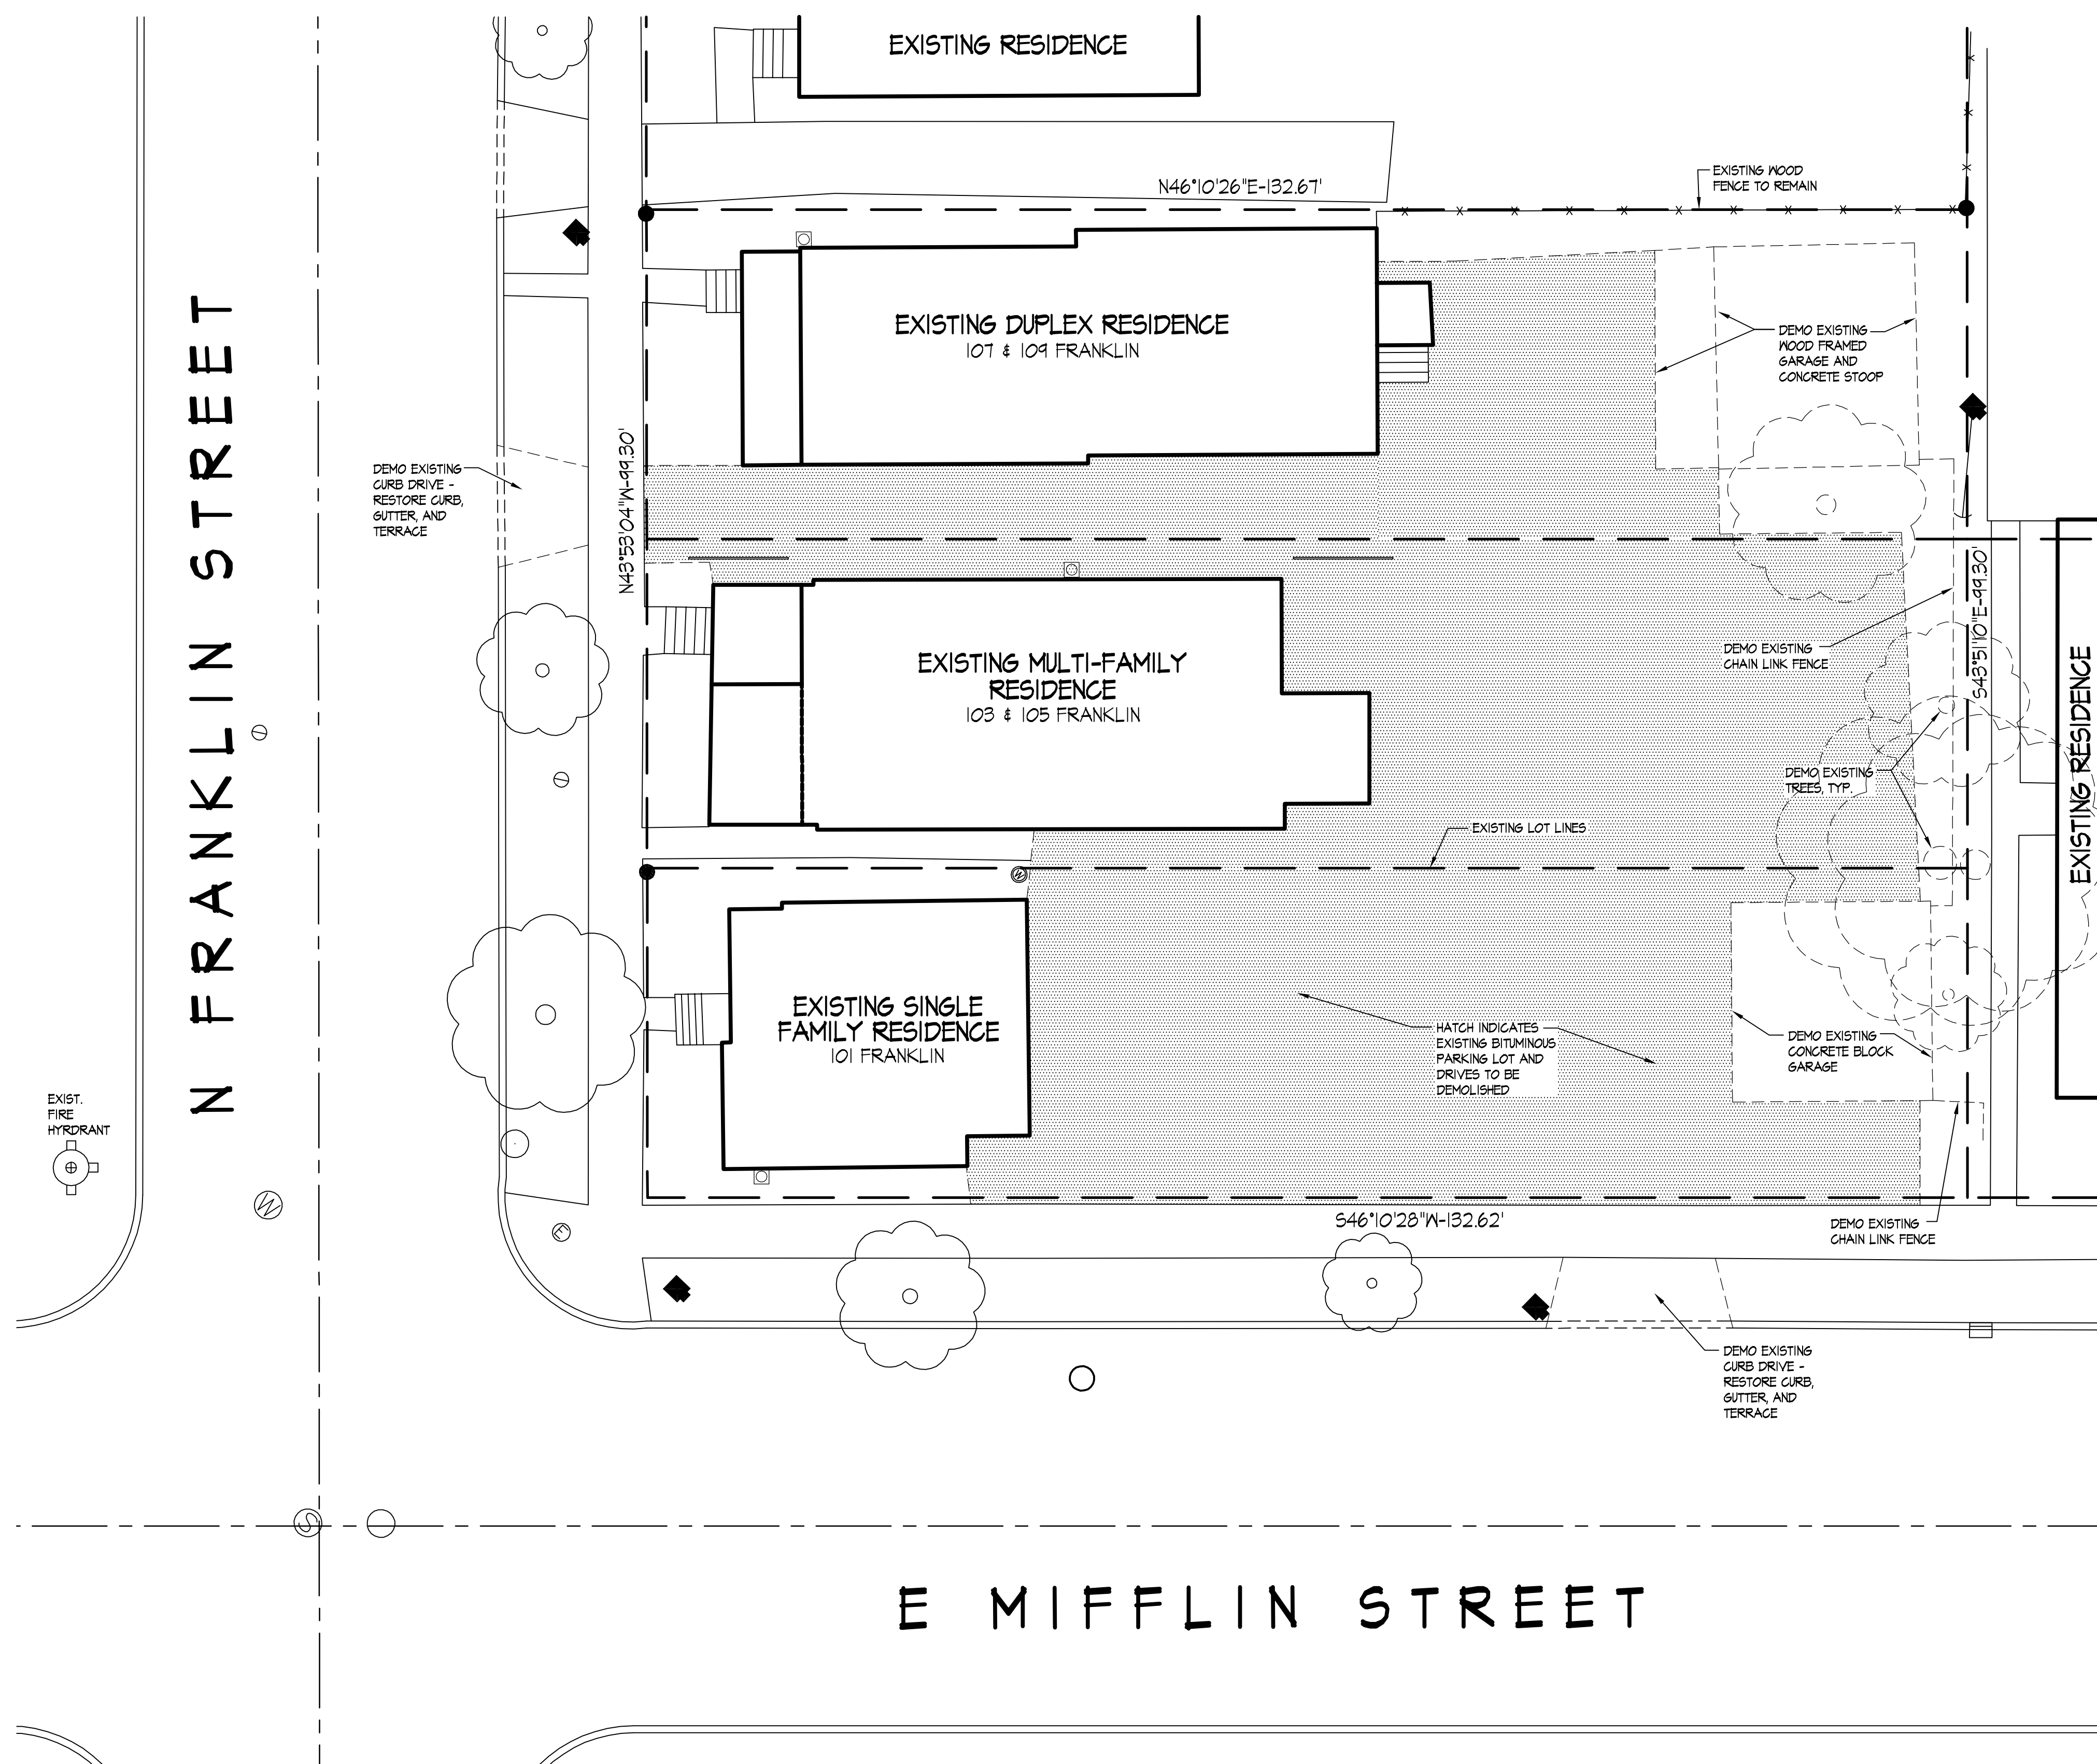 EXISTING RESIDENCE
N46°10'26"E-132.67'
EXISTING WOOD
FENCE TO REMAIN
EXISTING DUPLEX RESIDENCE
107 & 109 FRANKLIN
DEMO EXISTING
WOOD FRAMED
GARAGE AND
CONCRETE STOOP
DEMO EXISTING
CURB DRIVE -
RESTORE CURB,
GUTTER, AND
TERRACE
N43°53'04"W-99.30'
N FRANKLIN STREET
EXISTING MULTI-FAMILY
RESIDENCE
103 & 105 FRANKLIN
DEMO EXISTING
CHAIN LINK FENCE
S43°51'10"E-99.30'
EXISTING RESIDENCE
DEMO EXISTING
TREES, TYP.
EXISTING LOT LINES
W
EXISTING SINGLE
FAMILY RESIDENCE
101 FRANKLIN
HATCH INDICATES
EXISTING BITUMINOUS
PARKING LOT AND
DRIVES TO BE
DEMOLISHED
DEMO EXISTING
CONCRETE BLOCK
GARAGE
EXIST.
FIRE
HYRDRANT
W
E
S46°10'28"W-132.62'
DEMO EXISTING
CHAIN LINK FENCE
DEMO EXISTING
CURB DRIVE -
RESTORE CURB,
GUTTER, AND
TERRACE
S
E MIFFLIN STREET